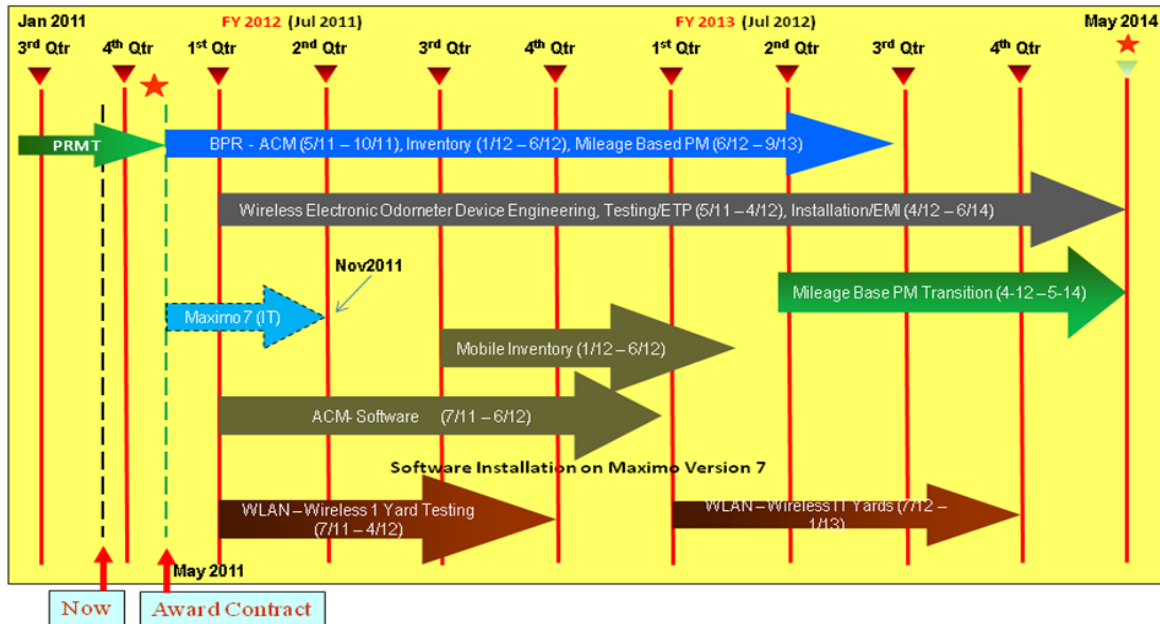 Jan 2011
FY 2012 (Jul 2011)
FY 2013 (Jul 2012)
May 2014
3rd Qtr
4th Qtr
1st Qtr
2nd Qtr
3rd Qtr
4th Qtr
1st Qtr
2nd Qtr
3rd Qtr
4th Qtr
PRMT
BPR - ACM (5/11 – 10/11), Inventory (1/12 – 6/12), Mileage Based PM (6/12 – 9/13)
Wireless Electronic Odometer Device Engineering, Testing/ETP (5/11 – 4/12), Installation/EMI (4/12 – 6/14)
Nov2011
Mileage Base PM Transition (4-12 – 5-14)
Maximo 7 (IT)
Mobile Inventory (1/12 – 6/12)
ACM- Software (7/11 – 6/12)
Software Installation on Maximo Version 7
WLAN – Wireless 1 Yard Testing
(7/11 – 4/12)
WLAN – Wireless IT Yards (7/12 –
1/13)
May 2011
Now
Award Contract